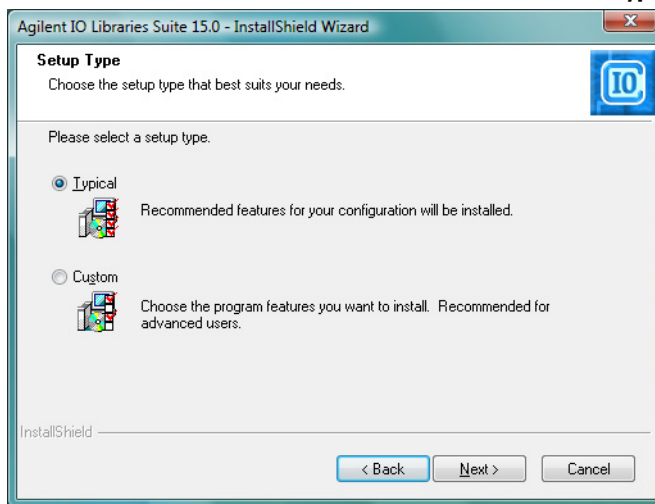 Agilent IO Libraries Suite 15.0 - InstallShield Wizard
Setup Type
Choose the setup type that best suits your needs.
IO
Please select a setup type.
Typical
Recommended features for your configuration will be installed.
Custom
Choose the program features you want to install. Recommended for
advanced users.
InstallShield
< Back
Next >
Cancel